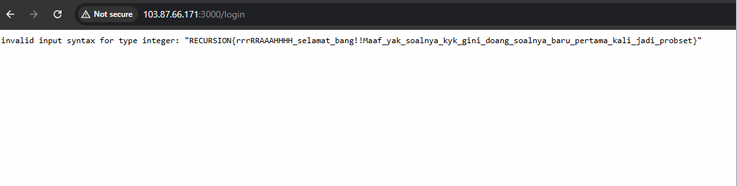 Not secure 103.87.66.171:3000/login
invalid input syntax for type integer: "RECURSION{rrrRRAAAHHHH_selamat_bang!!Maaf_yak_soalnya_kyk_gini_doang_soalnya_baru_pertama_kali_jadi_probset}"